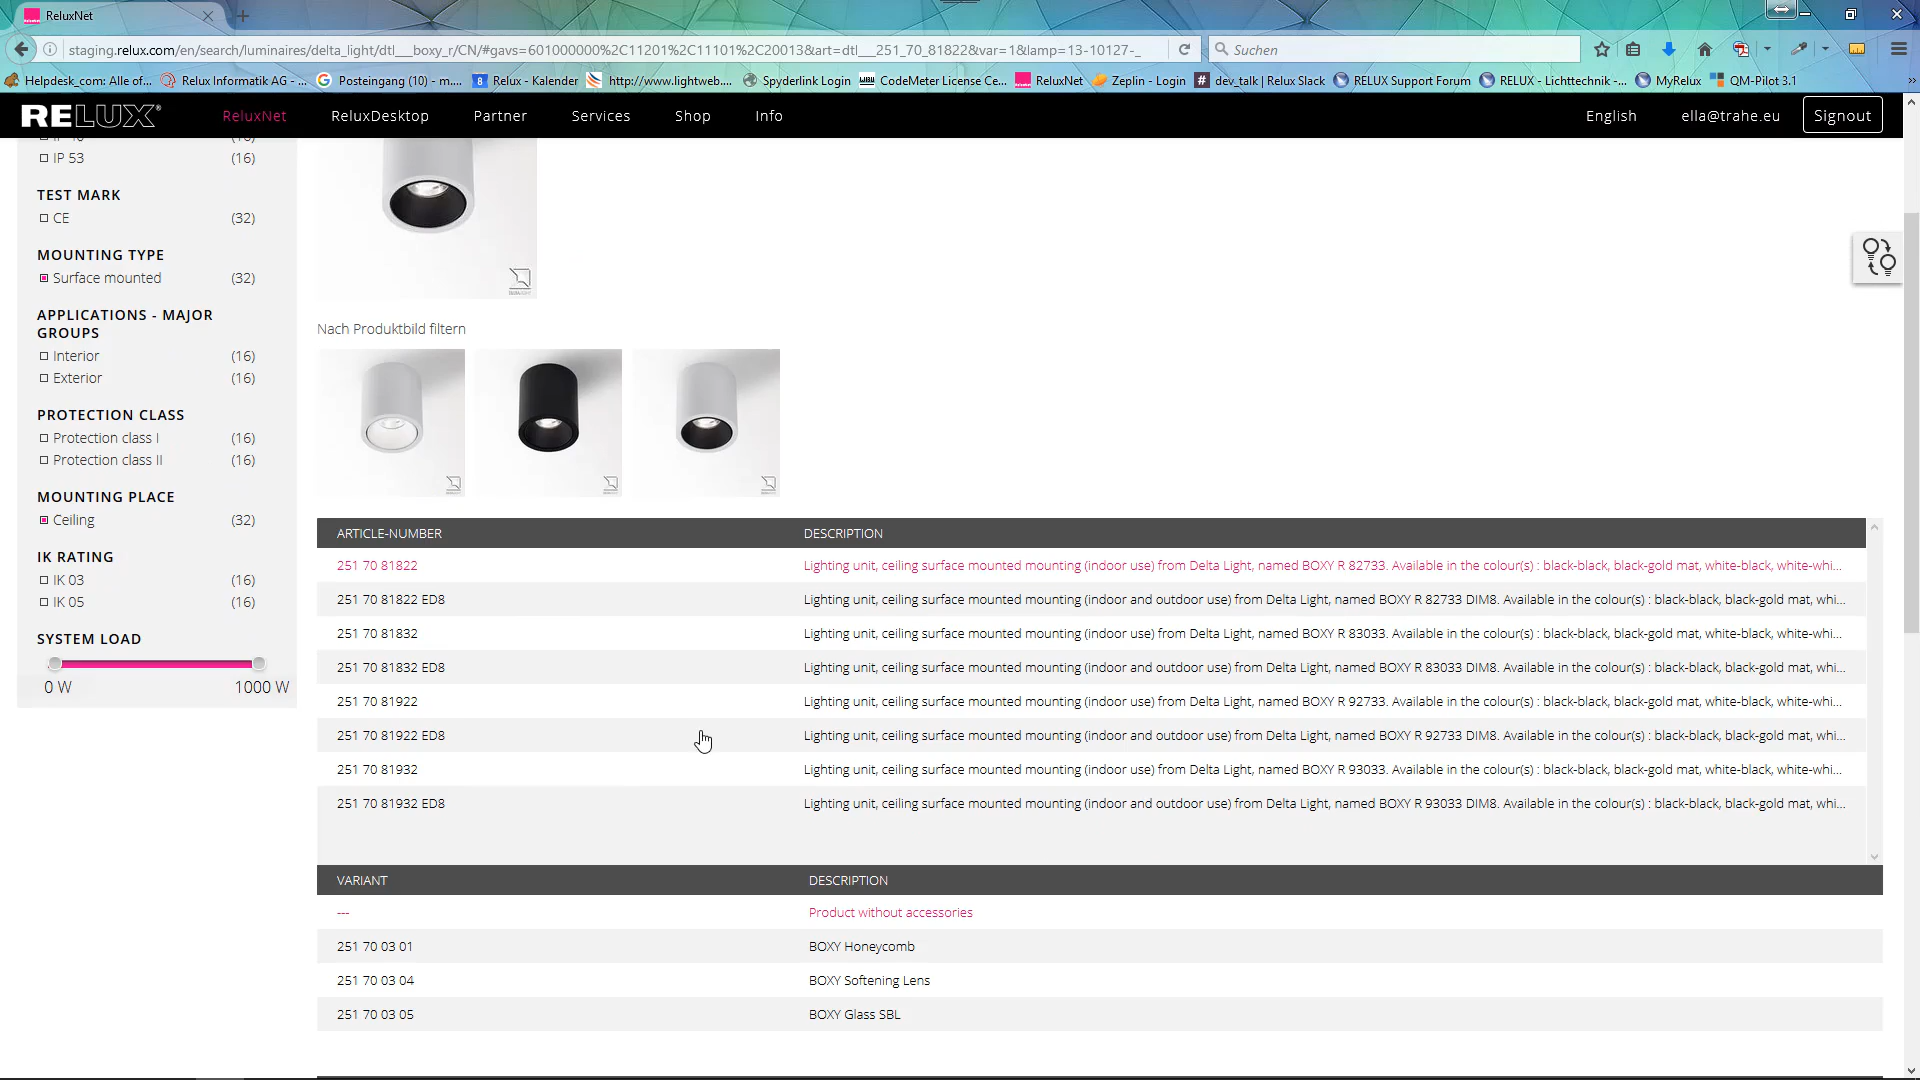 ReluxNet
staging.relux.com/en/search/luminaires/delta_light/dtl___boxy_r/CN/#gavs=601000000%2C11201%2C11101%2C20013&art=dtl___251_70_81822&var=1&lamp=13-10127-_
Suchen
Helpdesk_com: Alle of...
Relux Informatik AG - ...
Posteingang (10) - m....
Relux - Kalender
http://www.lightweb....
Spyderlink Login
CodeMeter License Ce...
ReluxNet
Zeplin - Login
dev_talk | Relux Slack
RELUX Support Forum
RELUX - Lichttechnik -...
MyRelux
QM-Pilot 3.1
RELUX®
ReluxNet
ReluxDesktop
Partner
Services
Shop
Info
English
ella@trahe.eu
Signout
IP 53 (16)
TEST MARK
CE (32)
MOUNTING TYPE
Surface mounted (32)
APPLICATIONS - MAJOR
GROUPS
Interior (16)
Exterior (16)
PROTECTION CLASS
Protection class I (16)
Protection class II (16)
MOUNTING PLACE
Ceiling (32)
IK RATING
IK 03 (16)
IK 05 (16)
SYSTEM LOAD
0 W 1000 W
Nach Produktbild filtern
ARTICLE-NUMBER DESCRIPTION
251 70 81822 Lighting unit, ceiling surface mounted mounting (indoor use) from Delta Light, named BOXY R 82733. Available in the colour(s) : black-black, black-gold mat, white-black, white-whi...
251 70 81822 ED8 Lighting unit, ceiling surface mounted mounting (indoor and outdoor use) from Delta Light, named BOXY R 82733 DIM8. Available in the colour(s) : black-black, black-gold mat, whi...
251 70 81832 Lighting unit, ceiling surface mounted mounting (indoor use) from Delta Light, named BOXY R 83033. Available in the colour(s) : black-black, black-gold mat, white-black, white-whi...
251 70 81832 ED8 Lighting unit, ceiling surface mounted mounting (indoor and outdoor use) from Delta Light, named BOXY R 83033 DIM8. Available in the colour(s) : black-black, black-gold mat, whi...
251 70 81922 Lighting unit, ceiling surface mounted mounting (indoor use) from Delta Light, named BOXY R 92733. Available in the colour(s) : black-black, black-gold mat, white-black, white-whi...
251 70 81922 ED8 Lighting unit, ceiling surface mounted mounting (indoor and outdoor use) from Delta Light, named BOXY R 92733 DIM8. Available in the colour(s) : black-black, black-gold mat, whi...
251 70 81932 Lighting unit, ceiling surface mounted mounting (indoor use) from Delta Light, named BOXY R 93033. Available in the colour(s) : black-black, black-gold mat, white-black, white-whi...
251 70 81932 ED8 Lighting unit, ceiling surface mounted mounting (indoor and outdoor use) from Delta Light, named BOXY R 93033 DIM8. Available in the colour(s) : black-black, black-gold mat, whi...
VARIANT DESCRIPTION
--- Product without accessories
251 70 03 01 BOXY Honeycomb
251 70 03 04 BOXY Softening Lens
251 70 03 05 BOXY Glass SBL